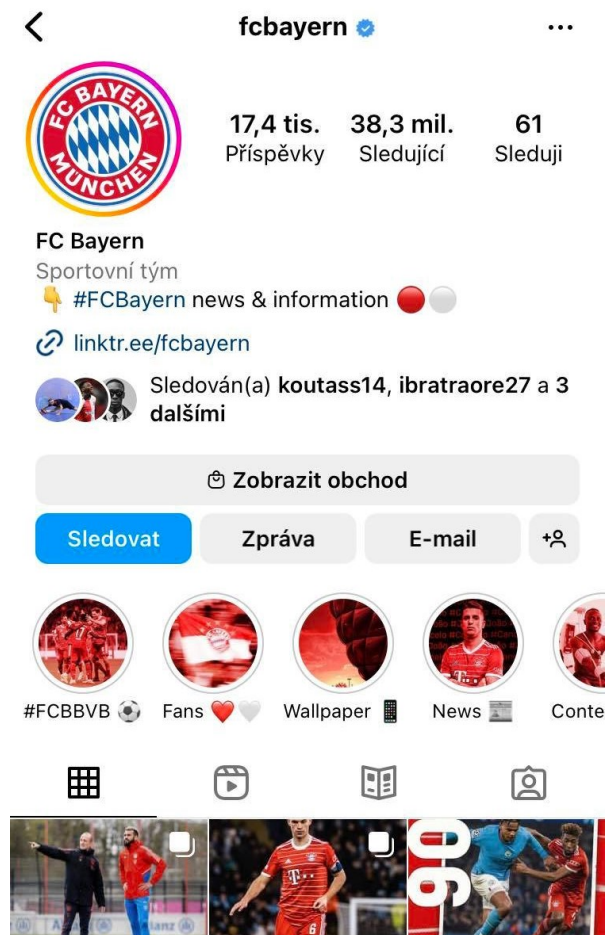 fcbayern
FC BAYERN
MÜNCHEN
17,4 tis. 38,3 mil. 61
Příspěvky Sledující Sleduji
FC Bayern
Sportovní tým
👇 #FCBayern news & information 🔴⚪
linktr.ee/fcbayern
Sledován(a) koutass14, ibratraore27 a 3
dalšími
Zobrazit obchod
Sledovat Zpráva E-mail
#FCBBVB ⚽ Fans ❤️🤍 Wallpaper 📱 News 📰 Conte
90
6